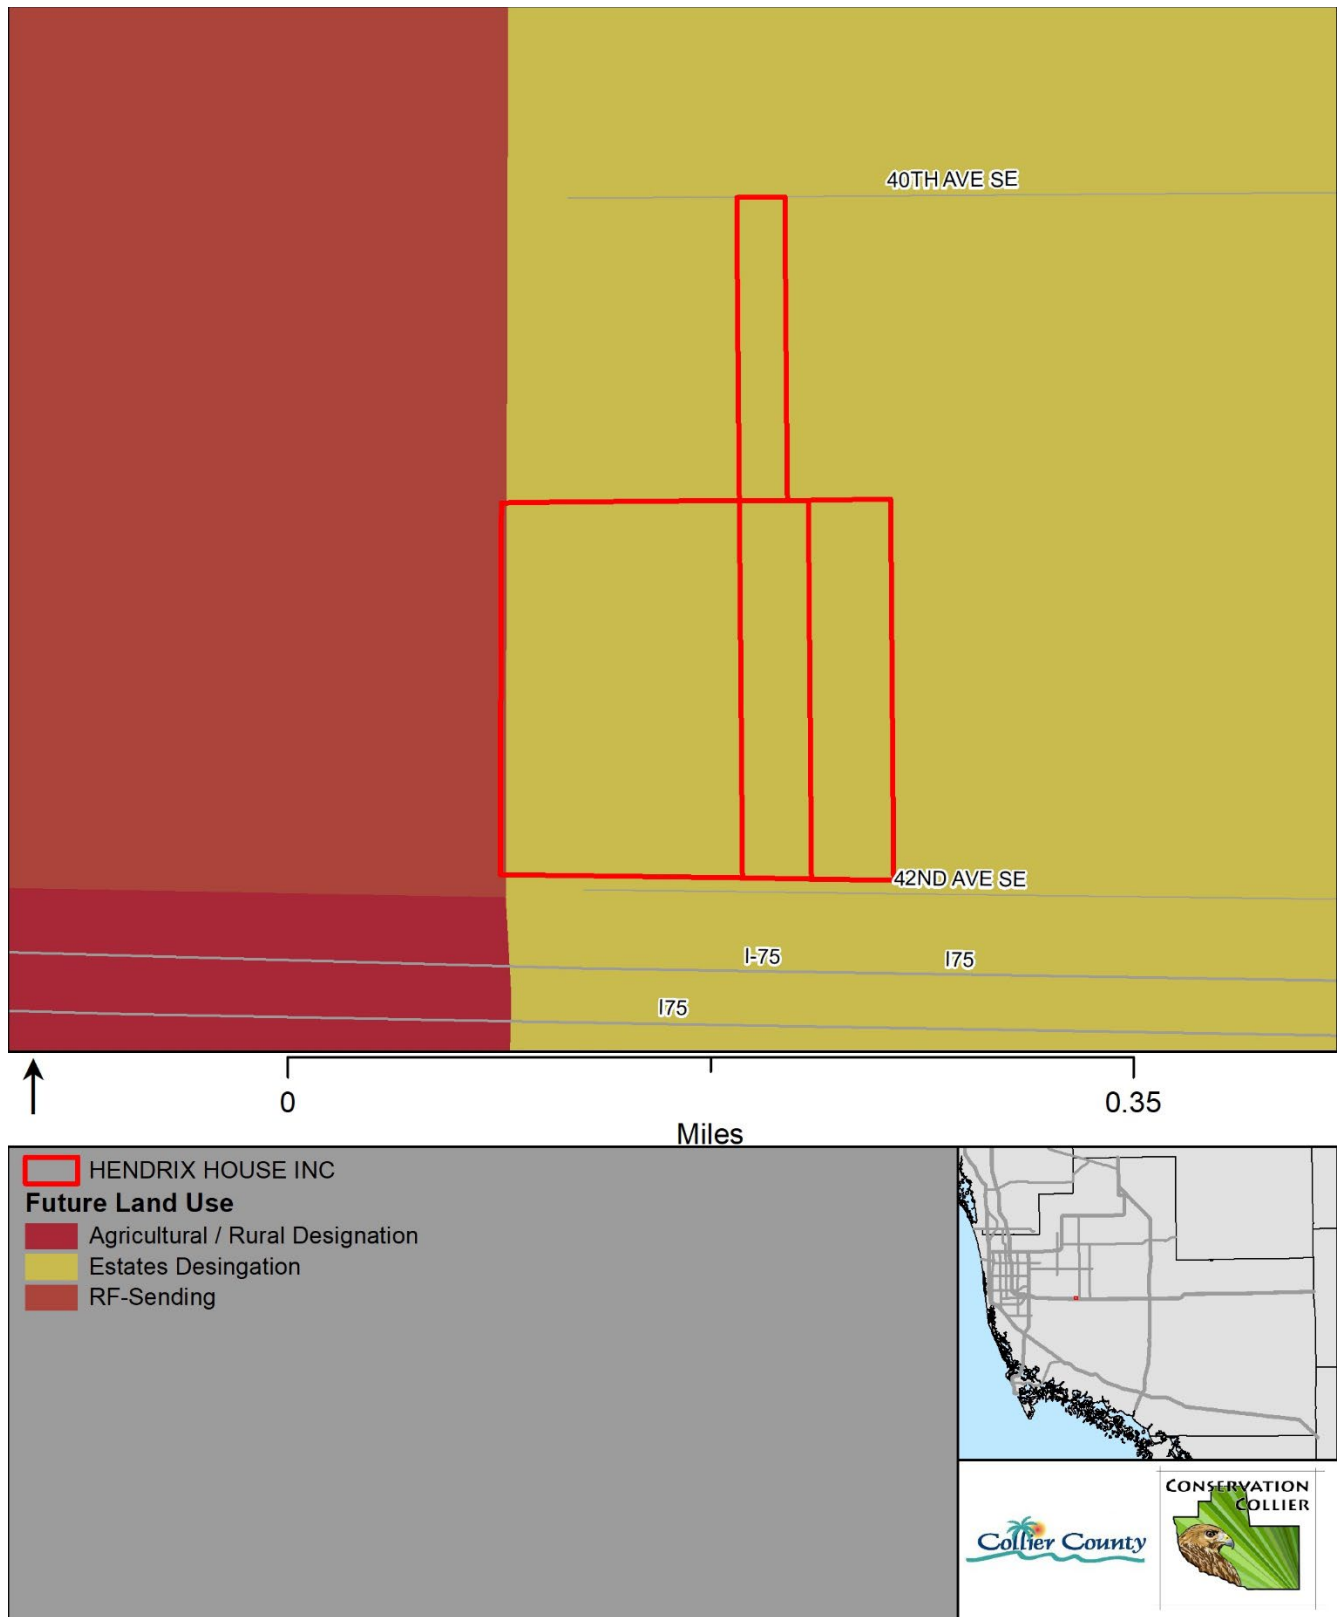 40TH AVE SE
42ND AVE SE
I-75
I75
I75
0
0.35
Miles
HENDRIX HOUSE INC
Future Land Use
Agricultural / Rural Designation
Estates Desingation
RF-Sending
CONSERVATION
COLLIER
Collier County